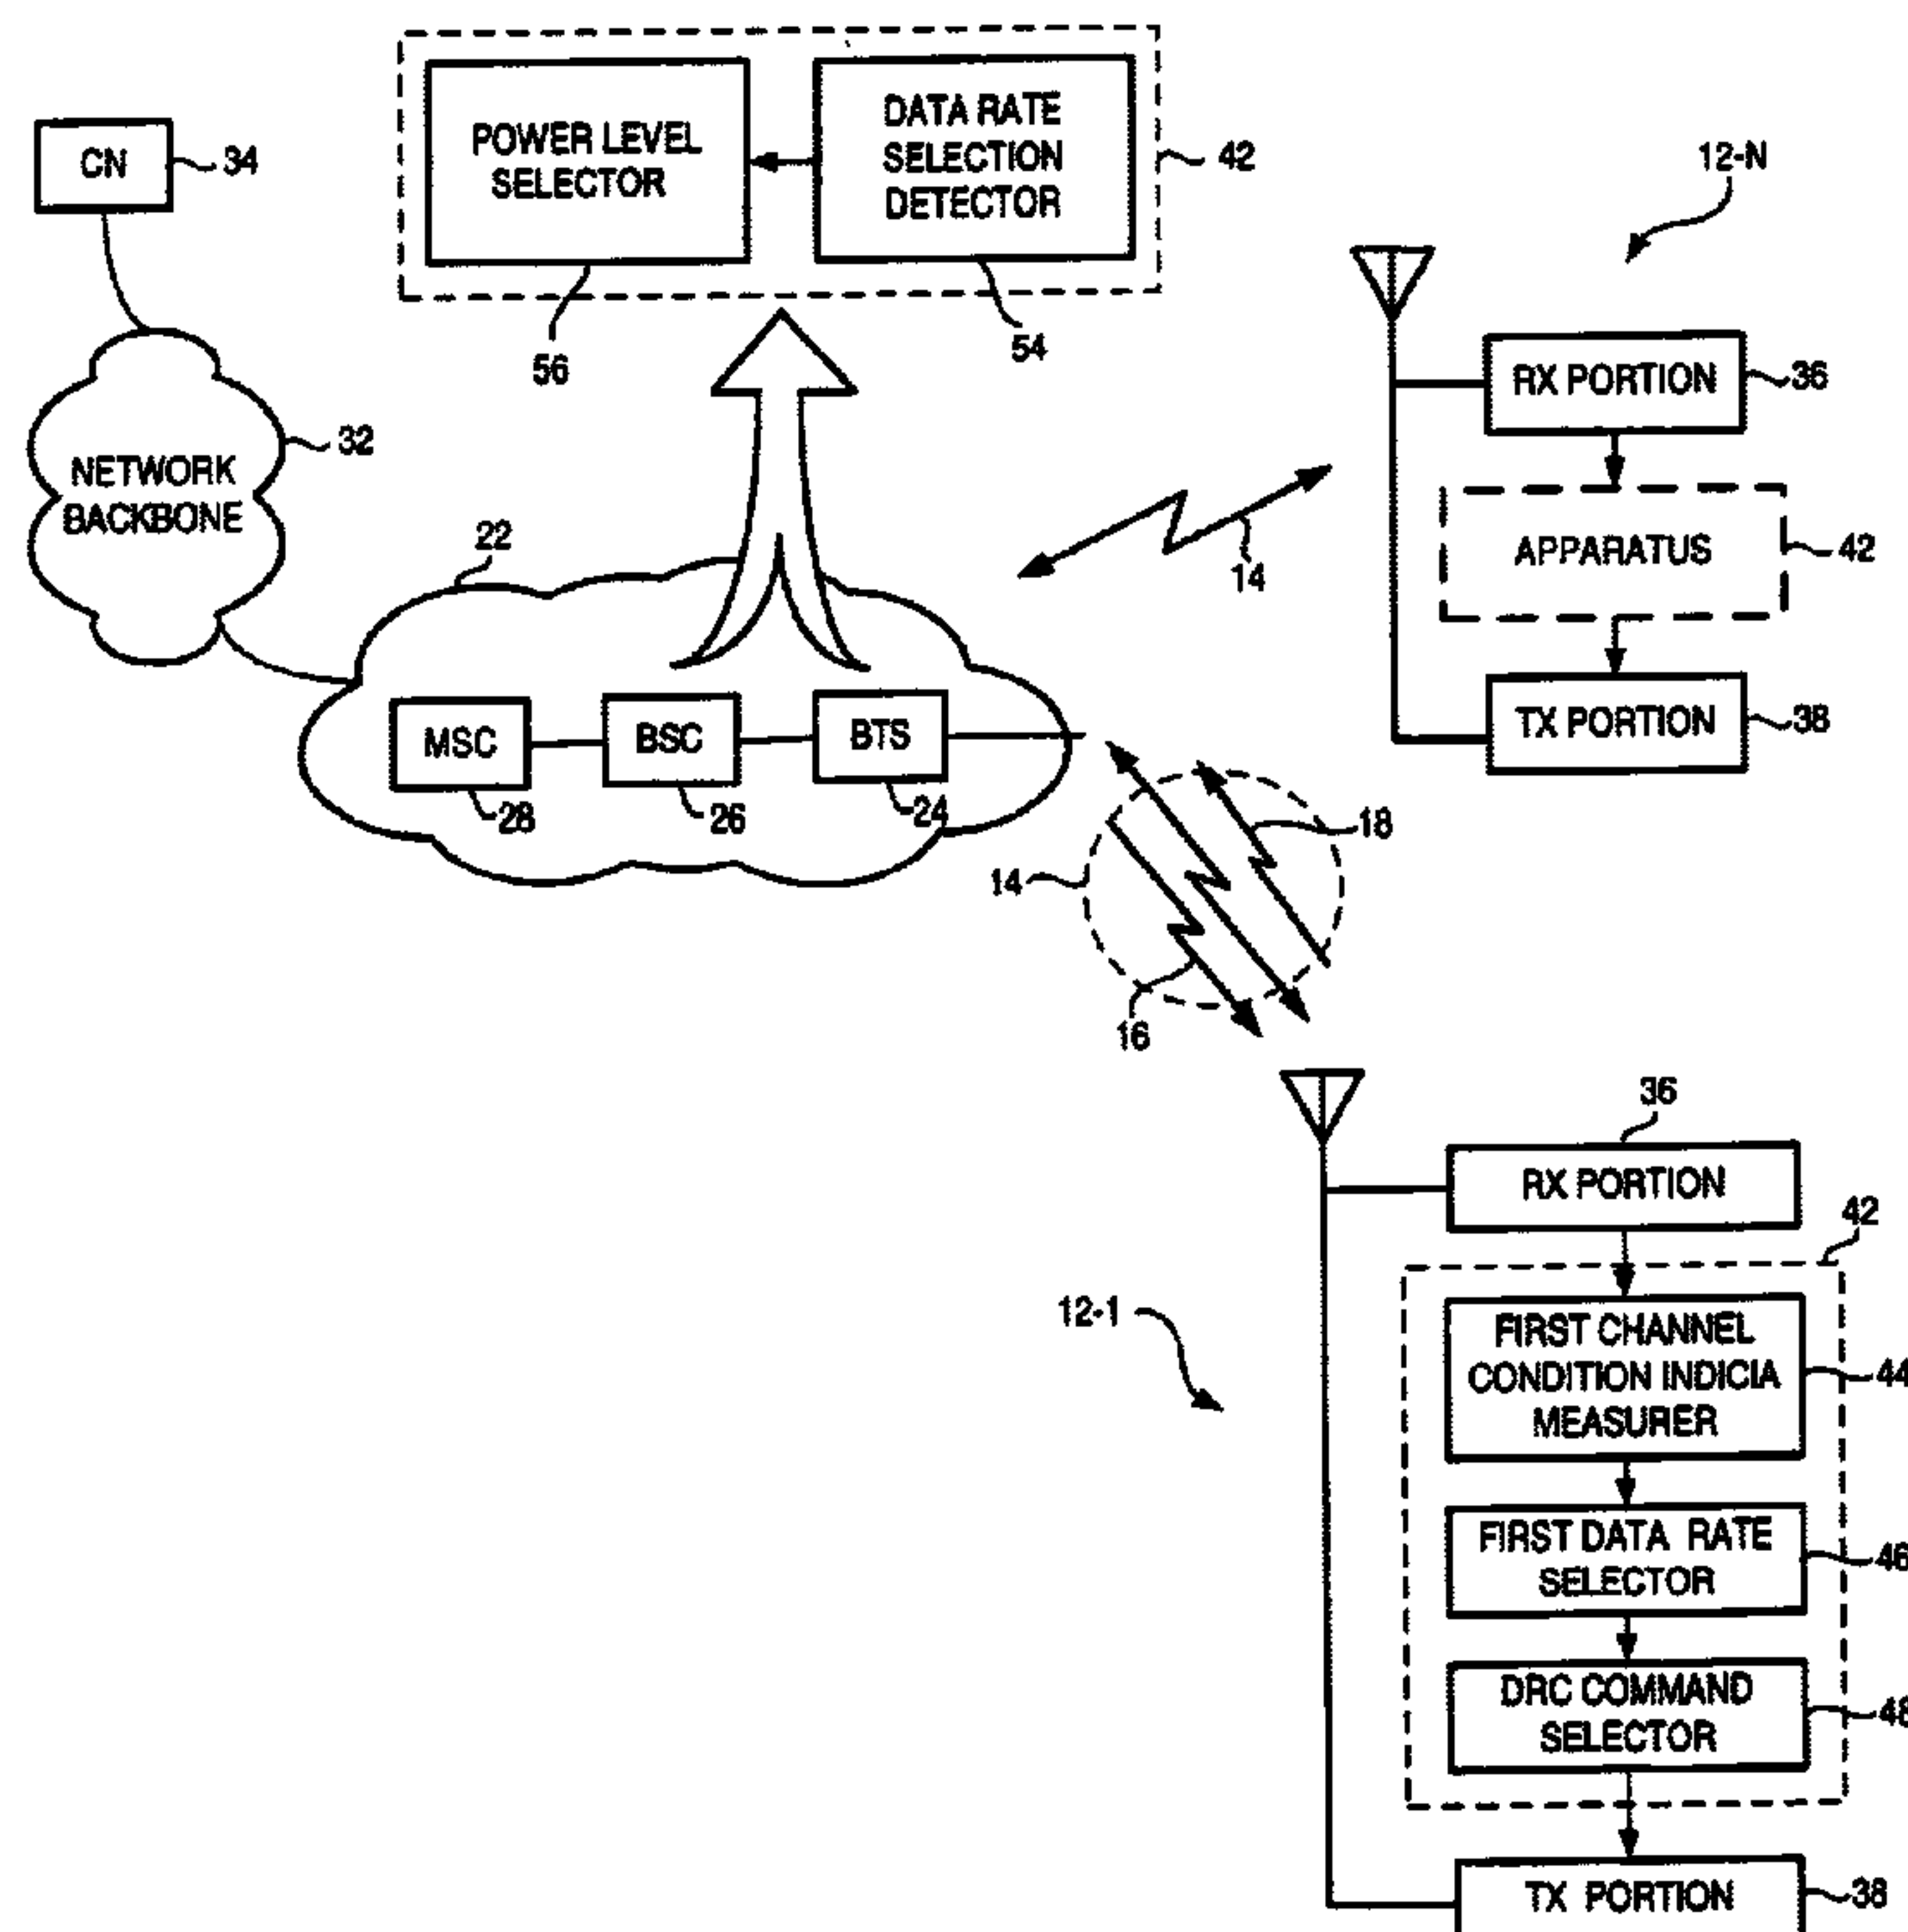 POWER LEVEL
SELECTOR
DATA RATE
SELECTION
DETECTOR
42
56
54
CN
34
NETWORK
BACKBONE
32
12-N
RX PORTION
36
APPARATUS
42
TX PORTION
38
14
22
MSC
28
BSC
26
BTS
24
14
18
16
36
RX PORTION
42
12-1
FIRST CHANNEL
CONDITION INDICIA
MEASURER
44
FIRST DATA RATE
SELECTOR
46
DRC COMMAND
SELECTOR
48
TX PORTION
38